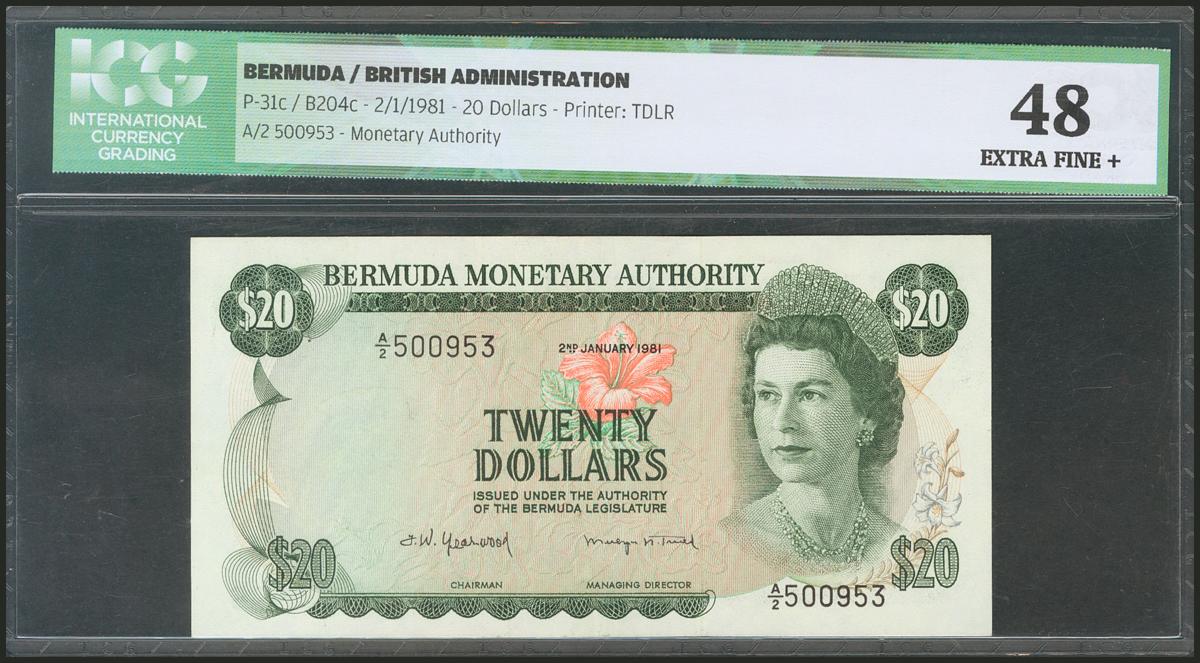 ICG
INTERNATIONAL
CURRENCY
GRADING
BERMUDA / BRITISH ADMINISTRATION
P-31c / B204c - 2/1/1981 - 20 Dollars - Printer: TDLR
A/2 500953 - Monetary Authority
48
EXTRA FINE +
BERMUDA MONETARY AUTHORITY
$20
$20
A/2 500953
2ND JANUARY 1981
TWENTY
DOLLARS
ISSUED UNDER THE AUTHORITY
OF THE BERMUDA LEGISLATURE
J.W. Yearwood
CHAIRMAN
MANAGING DIRECTOR
$20
$20
A/2 500953